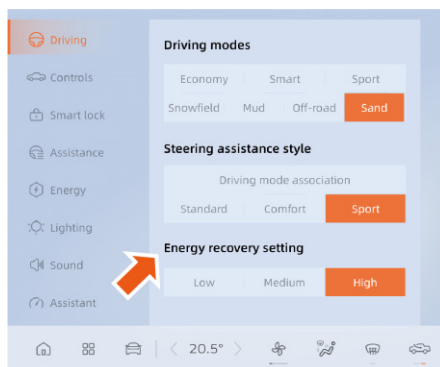 Driving
Controls
Smart lock
Assistance
Energy
Lighting
Sound
Assistant
Driving modes
Economy Smart Sport
Snowfield Mud Off-road Sand
Steering assistance style
Driving mode association
Standard Comfort Sport
Energy recovery setting
Low Medium High
20.5°